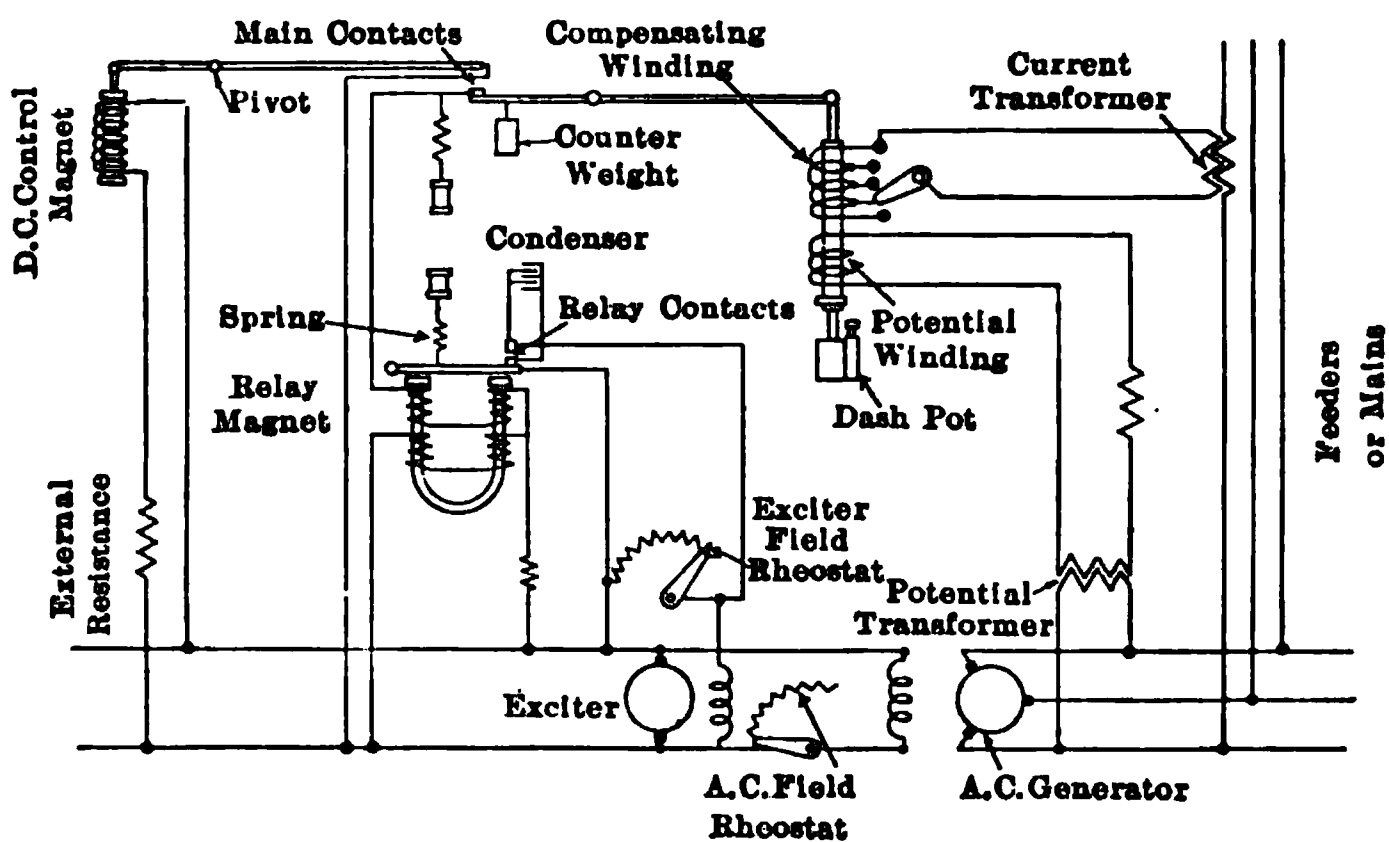 Main Contacts
Compensating
Winding
Current
Transformer
Pivot
D.C.Control
Magnet
Counter
Weight
Condenser
Relay Contacts
Spring
Potential
Winding
Relay
Magnet
Dash Pot
Feeders
or Mains
External
Resistance
Exciter
Field
Rheostat
Potential
Transformer
Exciter
A.C.Field
Rheostat
A.C.Generator